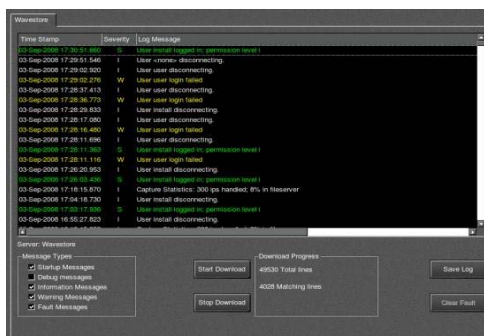 Wavestore
Time Stamp Severity Log Message
03-Sep-2008 17:30:51.660 S User install logged in; permission level I
03-Sep-2008 17:29:51.546 I User <none> disconnecting.
03-Sep-2008 17:29:02.920 I User user disconnecting.
03-Sep-2008 17:29:02.276 W User user login failed
03-Sep-2008 17:28:37.413 I User user disconnecting.
03-Sep-2008 17:28:36.773 W User user login failed
03-Sep-2008 17:28:29.833 I User install disconnecting.
03-Sep-2008 17:28:17.080 I User user disconnecting.
03-Sep-2008 17:28:16.480 W User user login failed
03-Sep-2008 17:28:11.696 I User user disconnecting.
03-Sep-2008 17:28:11.363 S User install logged in; permission level I
03-Sep-2008 17:28:11.116 W User user login failed
03-Sep-2008 17:26:20.953 I User install disconnecting.
03-Sep-2008 17:26:03.436 S User install logged in; permission level I
03-Sep-2008 17:18:15.870 I Capture Statistics: 300 ips handled; 8% in fileserver
03-Sep-2008 17:04:18.730 I User install disconnecting.
03-Sep-2008 17:03:17.926 S User install logged in; permission level I
03-Sep-2008 16:55:27.823 I User install disconnecting.
Server: Wavestore
Message Types
Startup Messages
Debug messages
Information Messages
Warning Messages
Fault Messages
Start Download
Stop Download
Download Progress
49530 Total lines
4028 Matching lines
Save Log
Clear Fault